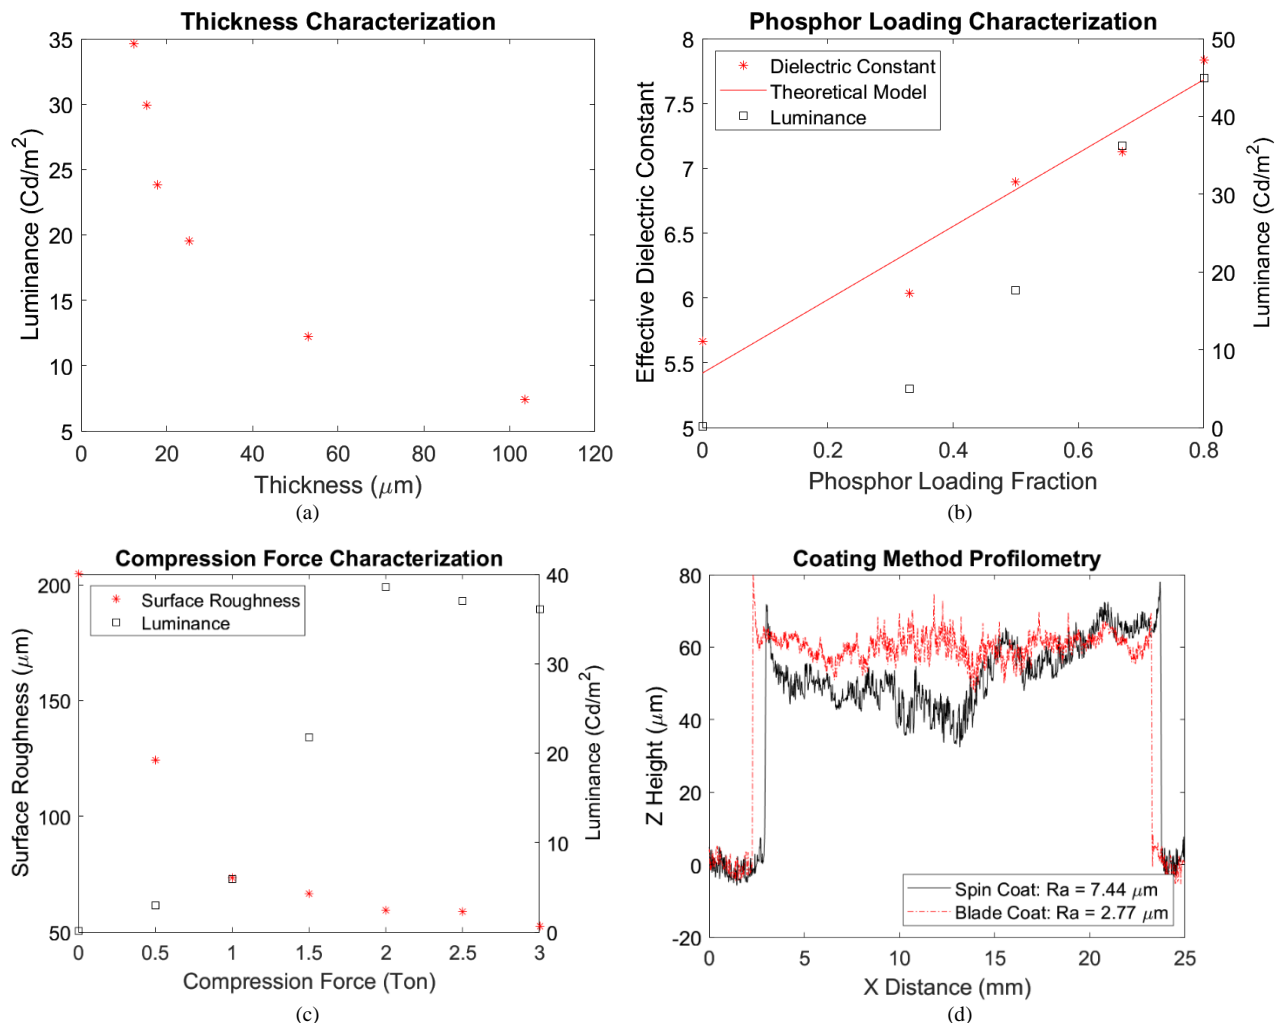 Thickness Characterization
35
30
25
20
15
10
5
0 20 40 60 80 100 120
Luminance (Cd/m2)
Thickness (μm)
(a)
Phosphor Loading Characterization
8
7.5
7
6.5
6
5.5
5
50
40
30
20
10
0
0 0.2 0.4 0.6 0.8
Dielectric Constant
Theoretical Model
Luminance
Effective Dielectric Constant
Luminance (Cd/m2)
Phosphor Loading Fraction
(b)
Compression Force Characterization
200
150
100
50
40
30
20
10
0
0 0.5 1 1.5 2 2.5 3
Surface Roughness
Luminance
Surface Roughness (μm)
Luminance (Cd/m2)
Compression Force (Ton)
(c)
Coating Method Profilometry
80
60
40
20
0
-20
0 5 10 15 20 25
Z Height (μm)
Spin Coat: Ra = 7.44 μm
Blade Coat: Ra = 2.77 μm
X Distance (mm)
(d)